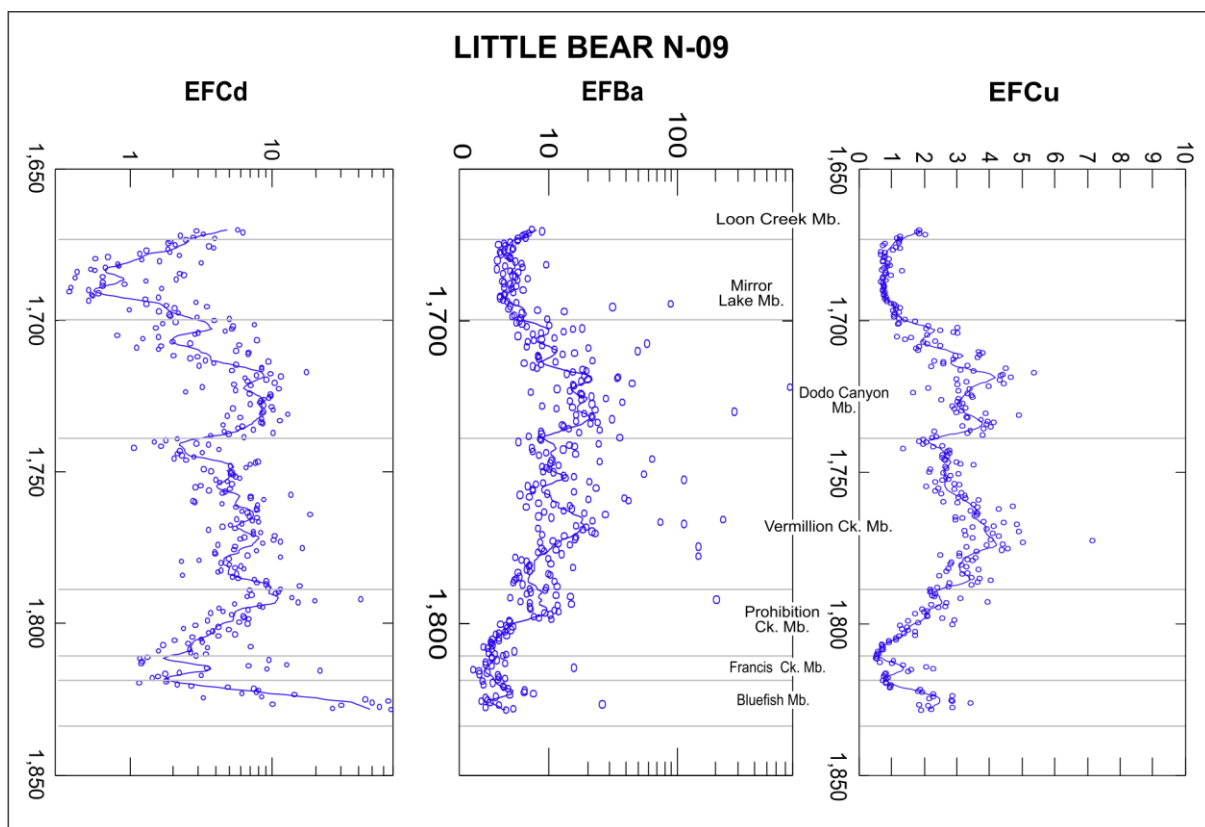 LITTLE BEAR N-09
EFCd
EFBa
EFCu
1
10
0
10
100
0
1
2
3
4
5
6
7
8
9
10
1,650
1,700
1,750
1,800
1,850
1,700
1,800
1,650
1,700
1,750
1,800
1,850
Loon Creek Mb.
Mirror
Lake Mb.
Dodo Canyon
Mb.
Vermillion Ck. Mb.
Prohibition
Ck. Mb.
Francis Ck. Mb.
Bluefish Mb.